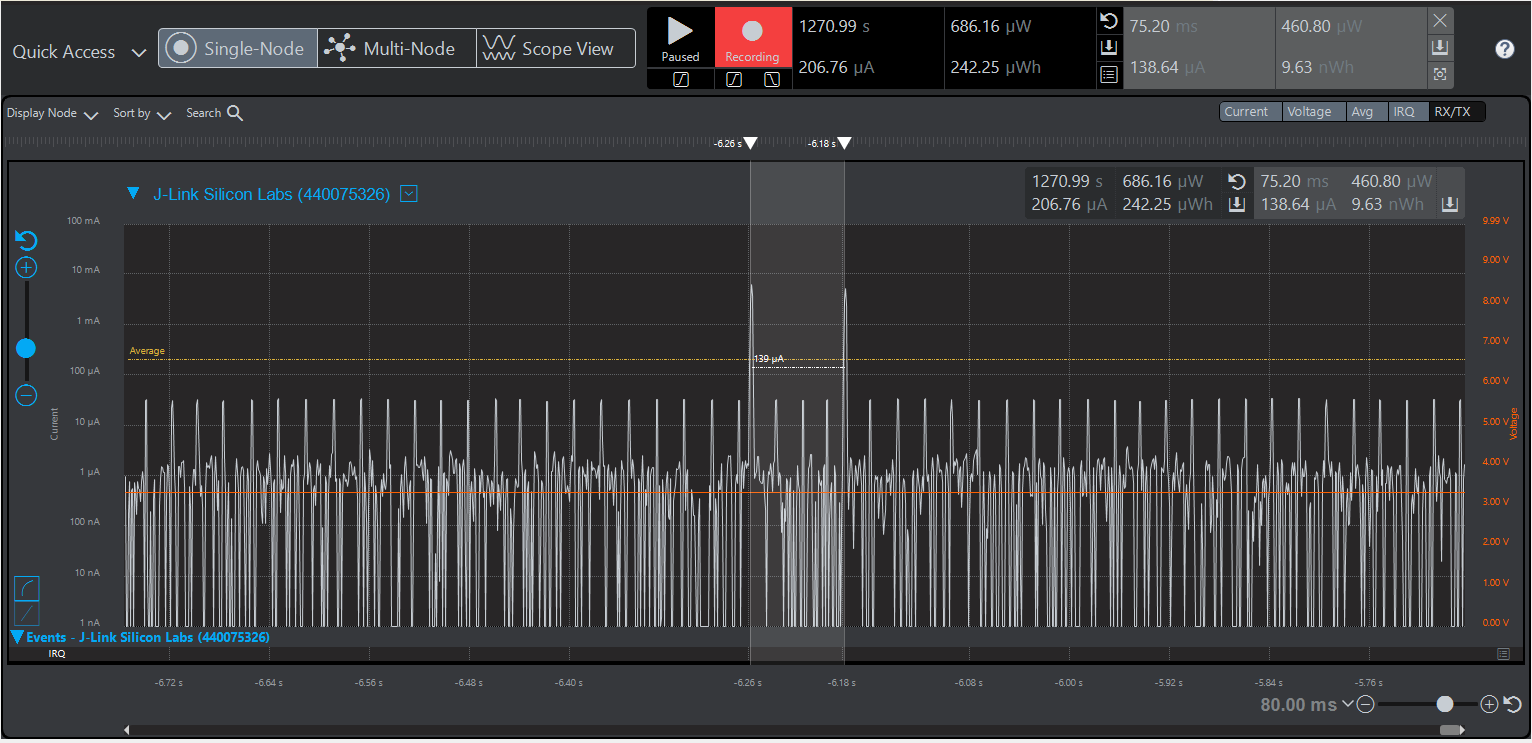 Quick Access
Single-Node
Multi-Node
Scope View
Paused
Recording
1270.99 s
206.76 µA
686.16 µW
242.25 µWh
75.20 ms
138.64 µA
460.80 µW
9.63 nWh
Display Node
Sort by
Search
Current
Voltage
Avg
IRQ
RX/TX
-6.26 s
-6.18 s
J-Link Silicon Labs (440075326)
1270.99 s
206.76 µA
686.16 µW
242.25 µWh
75.20 ms
138.64 µA
460.80 µW
9.63 nWh
100 mA
10 mA
1 mA
100 µA
10 µA
1 µA
100 nA
10 nA
1 nA
Current
Average
139 µA
9.99 V
9.00 V
8.00 V
7.00 V
6.00 V
5.00 V
4.00 V
3.00 V
2.00 V
1.00 V
0.00 V
Voltage
Events - J-Link Silicon Labs (440075326)
IRQ
-6.72 s
-6.64 s
-6.56 s
-6.48 s
-6.40 s
-6.26 s
-6.18 s
-6.08 s
-6.00 s
-5.92 s
-5.84 s
-5.76 s
80.00 ms